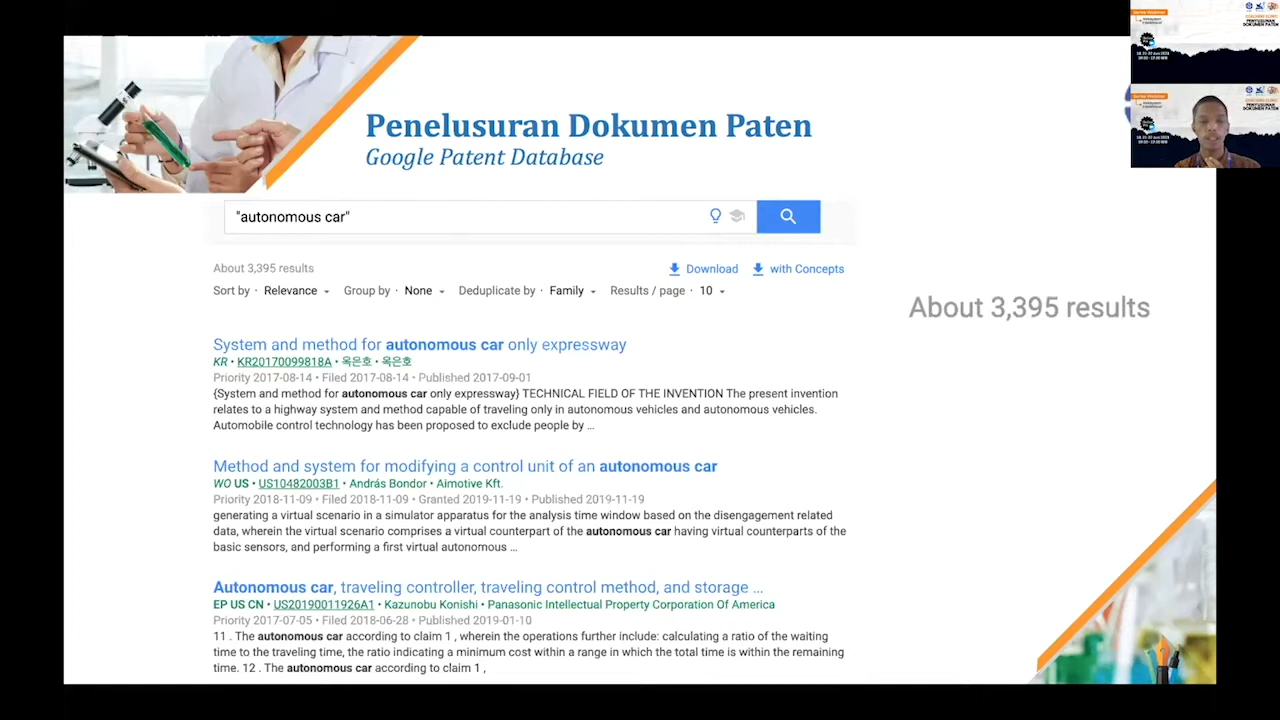 Penelusuran Dokumen Paten
Google Patent Database
"autonomous car"
About 3,395 results
Download
with Concepts
Sort by · Relevance
Group by · None
Deduplicate by · Family
Results / page · 10
About 3,395 results
System and method for autonomous car only expressway
KR • KR20170099818A • 옥은호 • 옥은호
Priority 2017-08-14 • Filed 2017-08-14 • Published 2017-09-01
{System and method for autonomous car only expressway} TECHNICAL FIELD OF THE INVENTION The present invention
relates to a highway system and method capable of traveling only in autonomous vehicles and autonomous vehicles.
Automobile control technology has been proposed to exclude people by ...
Method and system for modifying a control unit of an autonomous car
WO US • US10482003B1 • András Bondor • Aimotive Kft.
Priority 2018-11-09 • Filed 2018-11-09 • Granted 2019-11-19 • Published 2019-11-19
generating a virtual scenario in a simulator apparatus for the analysis time window based on the disengagement related
data, wherein the virtual scenario comprises a virtual counterpart of the autonomous car having virtual counterparts of the
basic sensors, and performing a first virtual autonomous ...
Autonomous car, traveling controller, traveling control method, and storage ...
EP US CN • US20190011926A1 • Kazunobu Konishi • Panasonic Intellectual Property Corporation Of America
Priority 2017-07-05 • Filed 2018-06-28 • Published 2019-01-10
11 . The autonomous car according to claim 1 , wherein the operations further include: calculating a ratio of the waiting
time to the traveling time, the ratio indicating a minimum cost within a range in which the total time is within the remaining
time. 12 . The autonomous car according to claim 1 ,
PENYUSUNAN
DOKUMEN PATEN
PENYUSUNAN
DOKUMEN PATEN